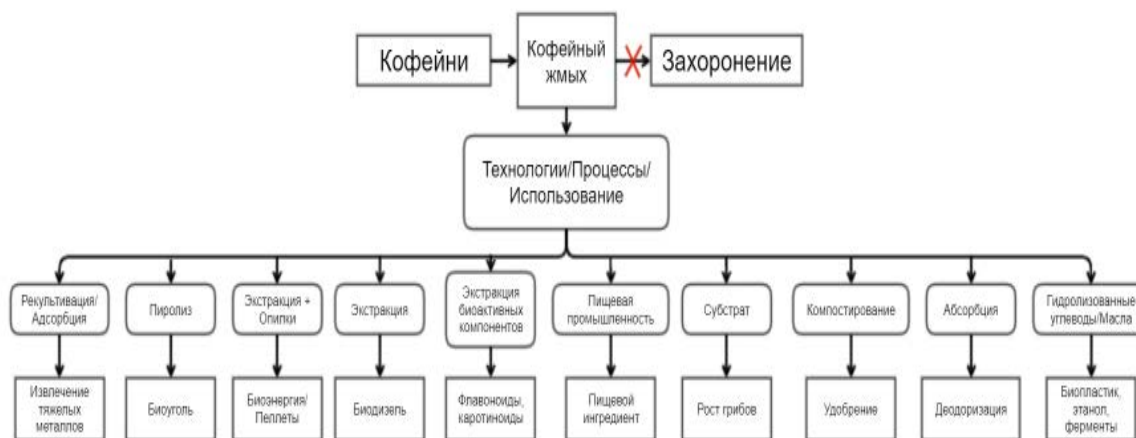 Кофейни
Кофейный
жмых
Захоронение
Технологии/Процессы/
Использование
Рекультивация/
Адсорбция
Пиролиз
Экстракция +
Опилки
Экстракция
Экстракция
биоактивных
компонентов
Пищевая
промышленность
Субстрат
Компостирование
Абсорбция
Гидролизованные
углеводы/Масла
Извлечение
тяжелых
металлов
Биоуголь
Биоэнергия/
Пеллеты
Биодизель
Флавоноиды,
каротиноиды
Пищевой
ингредиент
Рост грибов
Удобрение
Деодоризация
Биопластик,
этанол,
ферменты